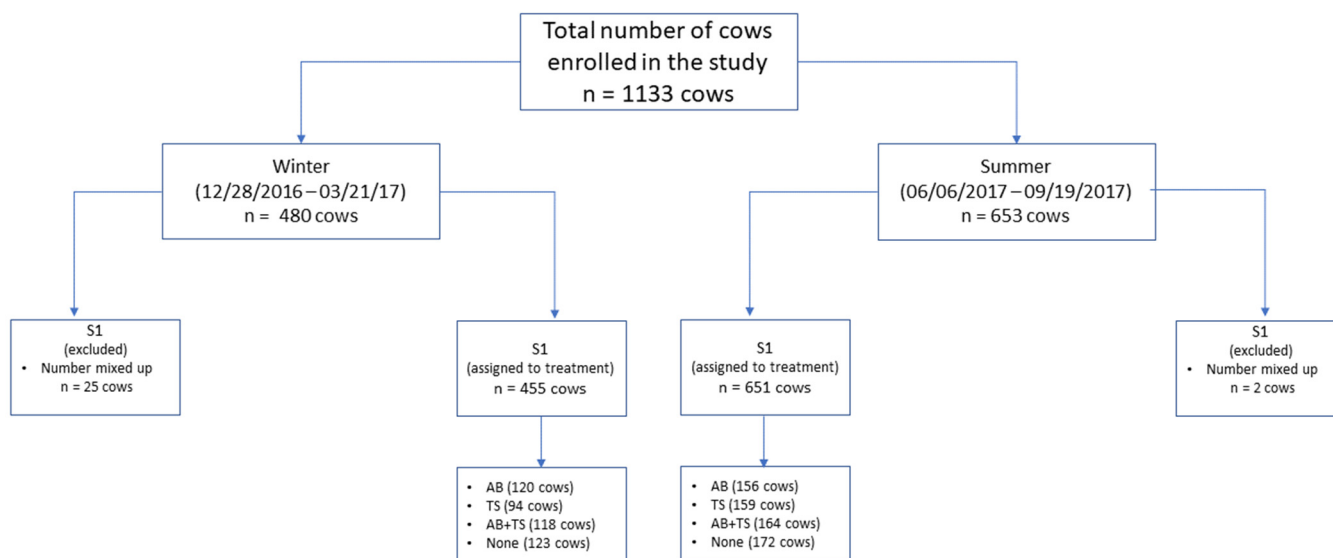 Total number of cows
enrolled in the study
n = 1133 cows
Winter
(12/28/2016 – 03/21/17)
n = 480 cows
Summer
(06/06/2017 – 09/19/2017)
n = 653 cows
S1
(excluded)
• Number mixed up
n = 25 cows
S1
(assigned to treatment)
n = 455 cows
S1
(assigned to treatment)
n = 651 cows
S1
(excluded)
• Number mixed up
n = 2 cows
• AB (120 cows)
• TS (94 cows)
• AB+TS (118 cows)
• None (123 cows)
• AB (156 cows)
• TS (159 cows)
• AB+TS (164 cows)
• None (172 cows)